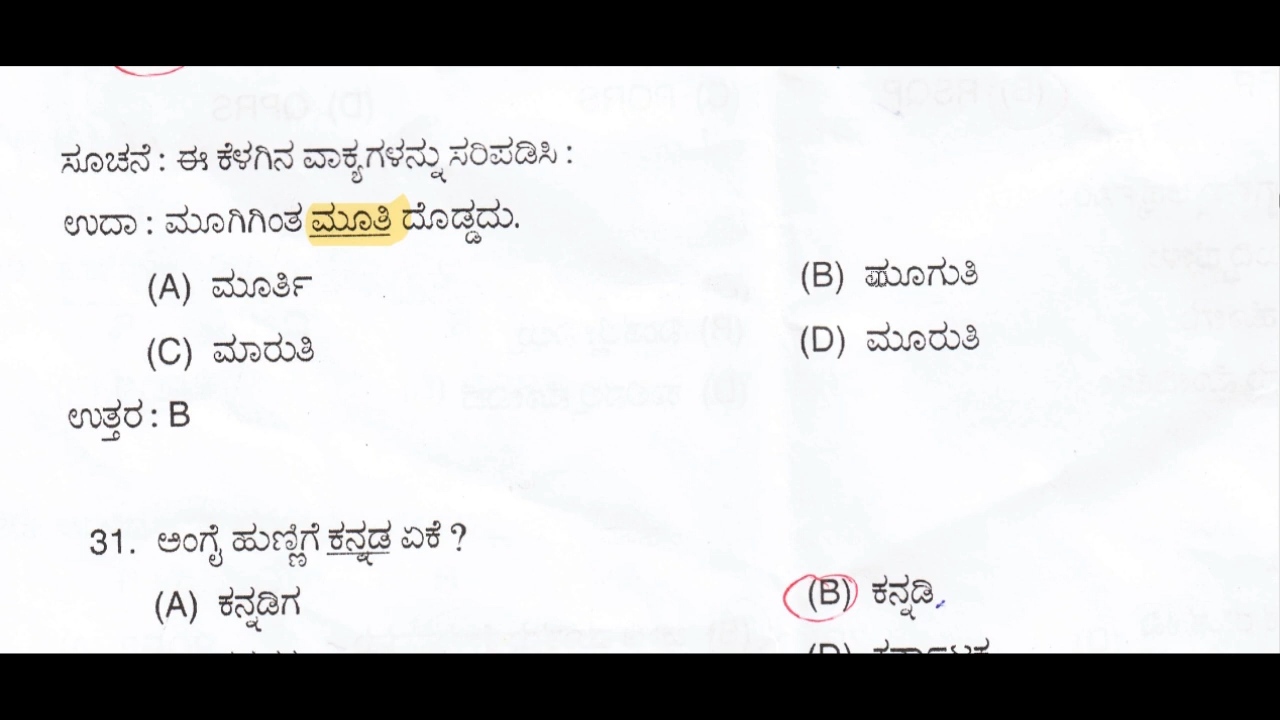 ಸೂಚನೆ : ಈ ಕೆಳಗಿನ ವಾಕ್ಯಗಳನ್ನು ಸರಿಪಡಿಸಿ :
ಉದಾ : ಮೂಗಿಗಿಂತ ಮೂತಿ ದೊಡ್ಡದು.
(A) ಮೂರ್ತಿ (B) ಮೂಗುತಿ
(C) ಮಾರುತಿ (D) ಮೂರುತಿ
ಉತ್ತರ : B
31. ಅಂಗೈ ಹುಣ್ಣಿಗೆ ಕನ್ನಡ ಏಕೆ ?
(A) ಕನ್ನಡಿಗ (B) ಕನ್ನಡಿ